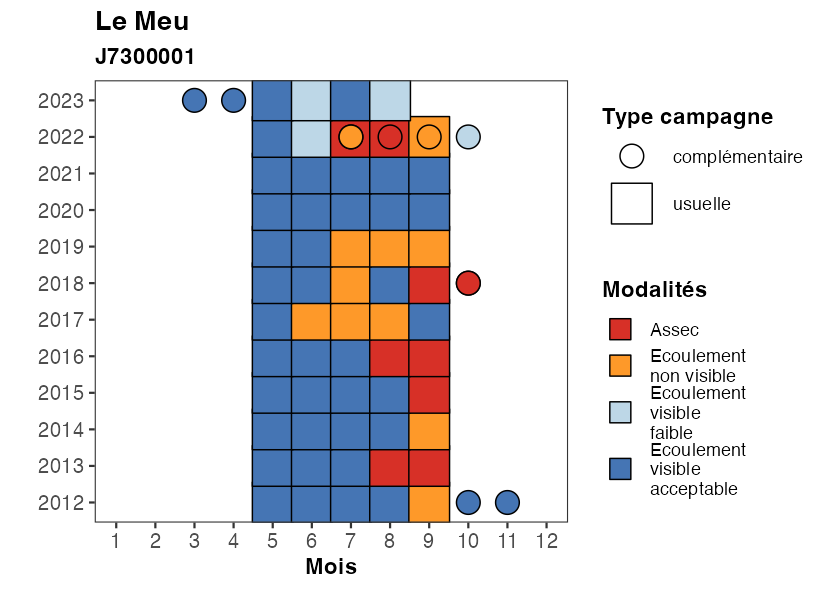 Le Meu
J7300001
2023
2022
2021
2020
2019
2018
2017
2016
2015
2014
2013
2012
1 2 3 4 5 6 7 8 9 10 11 12
Mois
Type campagne
complémentaire
usuelle
Modalités
Assec
Ecoulement
non visible
Ecoulement
visible
faible
Ecoulement
visible
acceptable